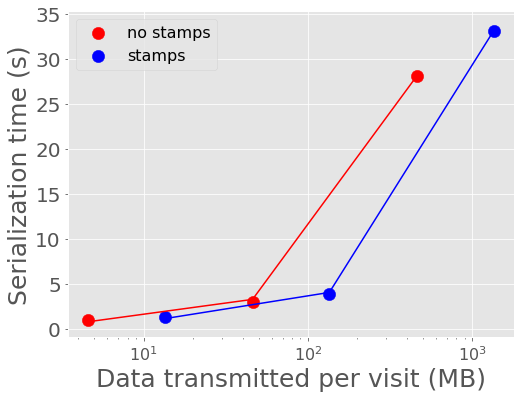 35
30
25
20
15
10
5
0
Serialization time (s)
no stamps
stamps
10¹
10²
10³
Data transmitted per visit (MB)